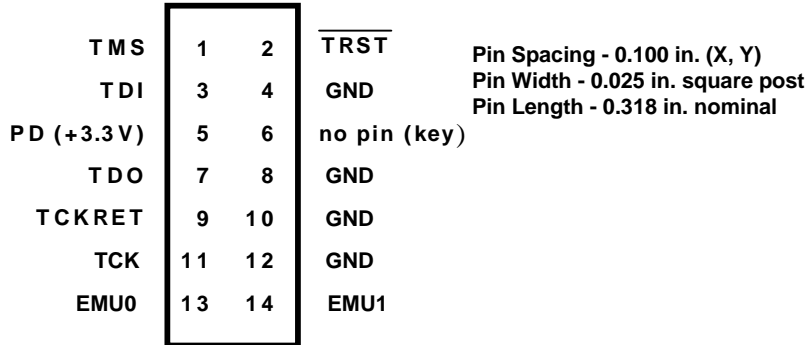 TMS 1 2 TRST
TDI 3 4 GND
PD (+3.3V) 5 6 no pin (key)
TDO 7 8 GND
TCKRET 9 10 GND
TCK 11 12 GND
EMU0 13 14 EMU1
Pin Spacing - 0.100 in. (X, Y)
Pin Width - 0.025 in. square post
Pin Length - 0.318 in. nominal